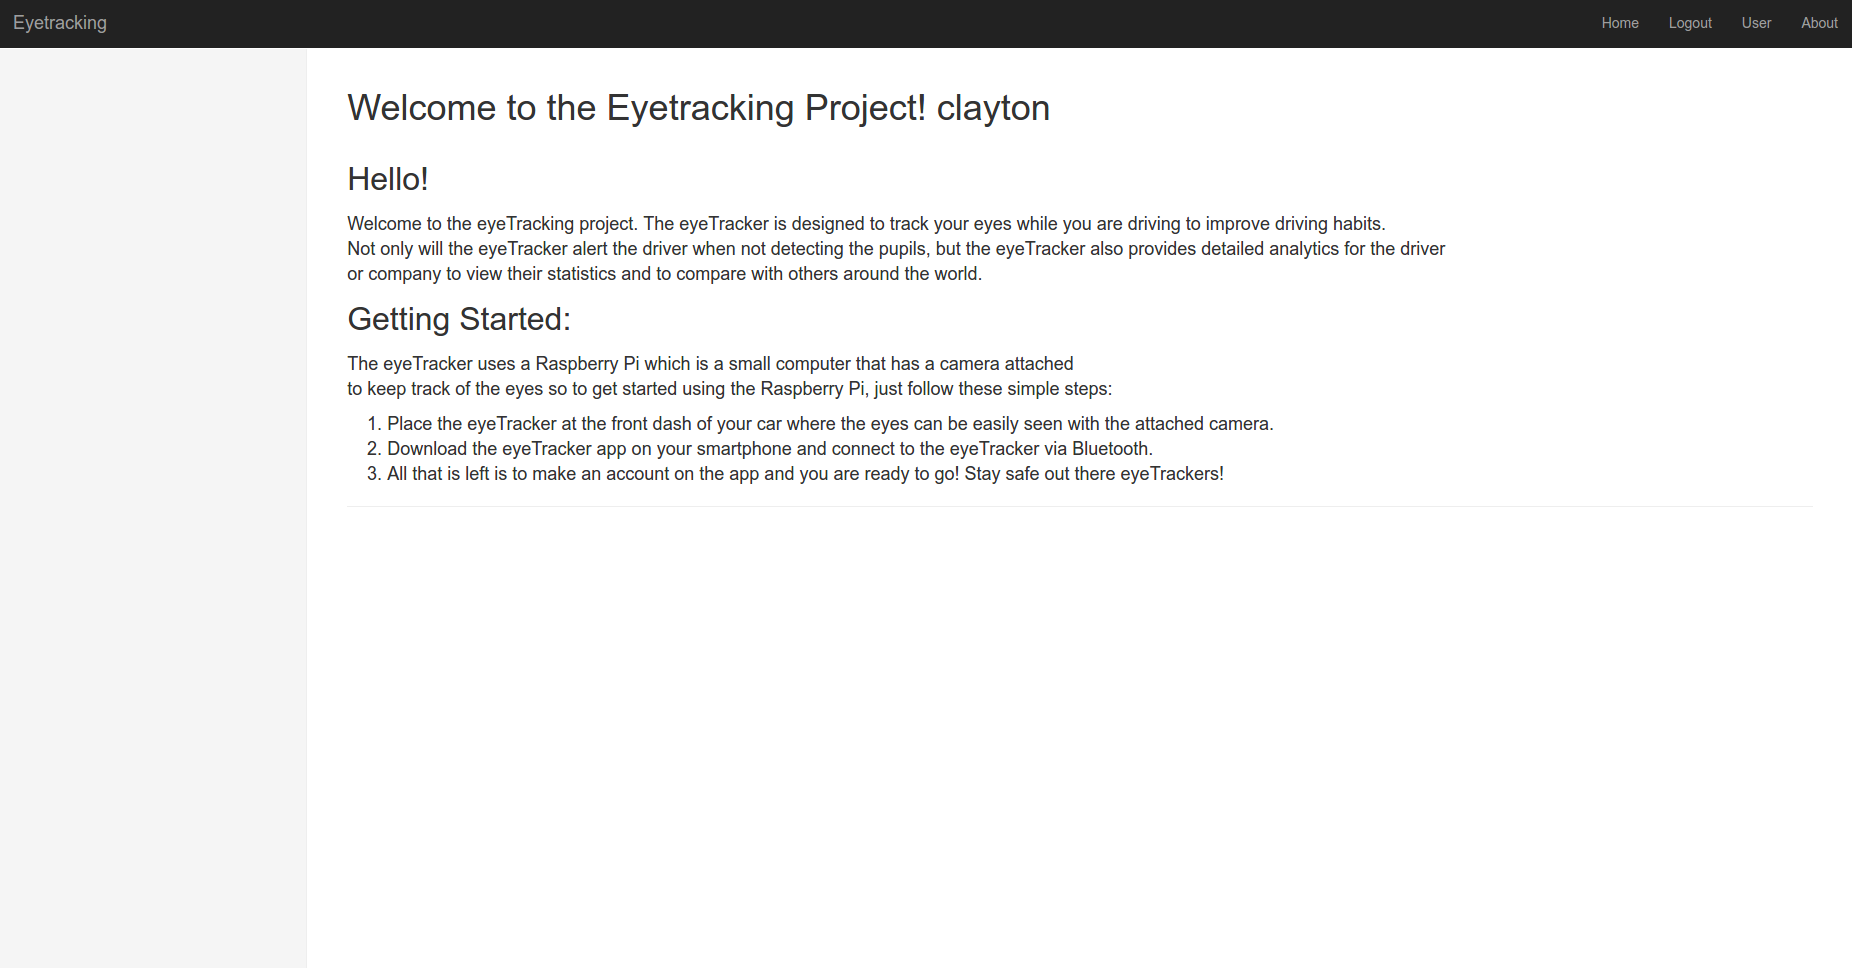 Eyetracking
Home Logout User About
Welcome to the Eyetracking Project! clayton
Hello!
Welcome to the eyeTracking project. The eyeTracker is designed to track your eyes while you are driving to improve driving habits.
Not only will the eyeTracker alert the driver when not detecting the pupils, but the eyeTracker also provides detailed analytics for the driver
or company to view their statistics and to compare with others around the world.
Getting Started:
The eyeTracker uses a Raspberry Pi which is a small computer that has a camera attached
to keep track of the eyes so to get started using the Raspberry Pi, just follow these simple steps:
1. Place the eyeTracker at the front dash of your car where the eyes can be easily seen with the attached camera.
2. Download the eyeTracker app on your smartphone and connect to the eyeTracker via Bluetooth.
3. All that is left is to make an account on the app and you are ready to go! Stay safe out there eyeTrackers!